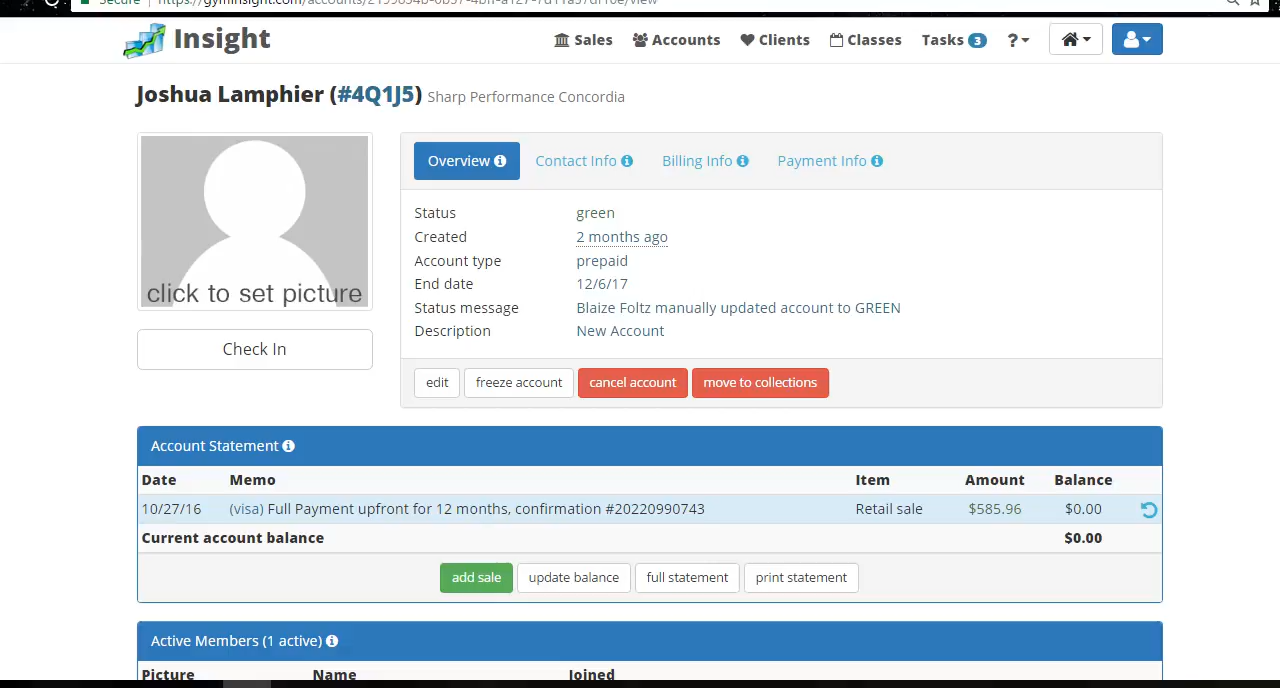 Secure
Insight
Sales Accounts Clients Classes Tasks 3 ?
Joshua Lamphier (#4Q1J5) Sharp Performance Concordia
click to set picture
Check In
Overview Contact Info Billing Info Payment Info
Status green
Created 2 months ago
Account type prepaid
End date 12/6/17
Status message Blaize Foltz manually updated account to GREEN
Description New Account
edit freeze account cancel account move to collections
Account Statement
Date Memo Item Amount Balance
10/27/16 (visa) Full Payment upfront for 12 months, confirmation #20220990743 Retail sale $585.96 $0.00
Current account balance $0.00
add sale update balance full statement print statement
Active Members (1 active)
Picture Name Joined